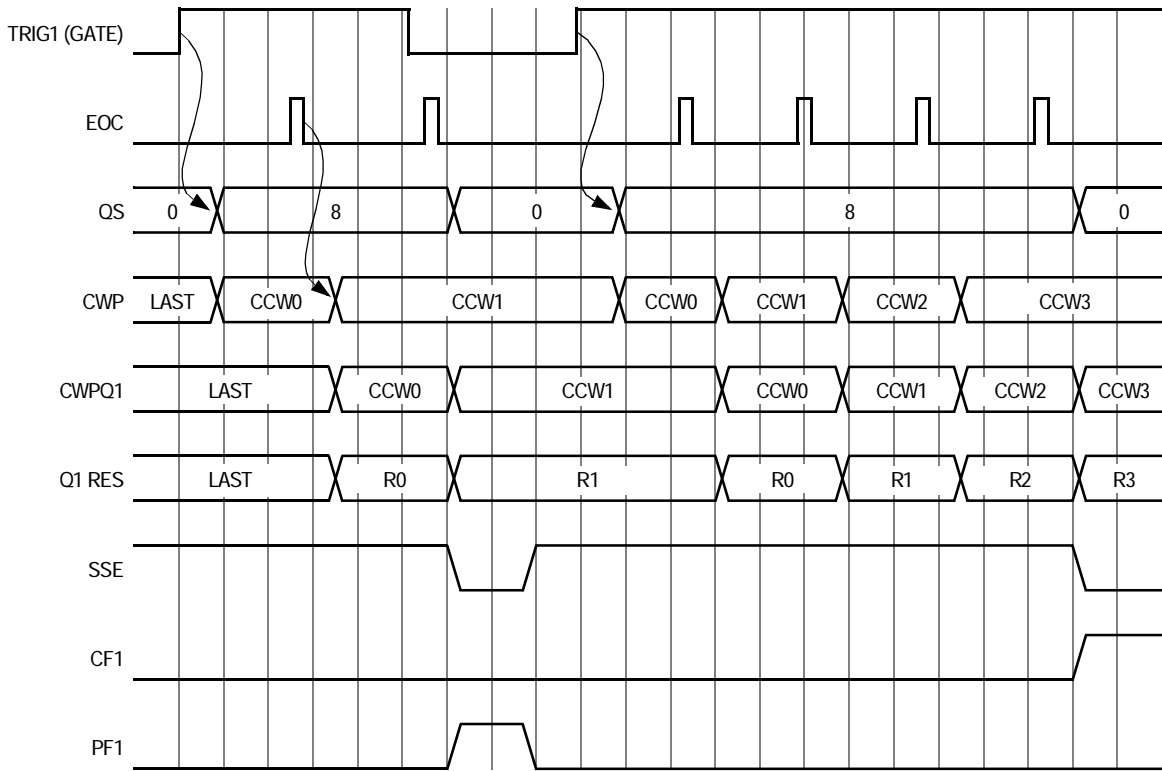 TRIG1 (GATE)
EOC
QS 0 8 0 8 0
CWP LAST CCW0 CCW1 CCW0 CCW1 CCW2 CCW3
CWPQ1 LAST CCW0 CCW1 CCW0 CCW1 CCW2 CCW3
Q1 RES LAST R0 R1 R0 R1 R2 R3
SSE
CF1
PF1